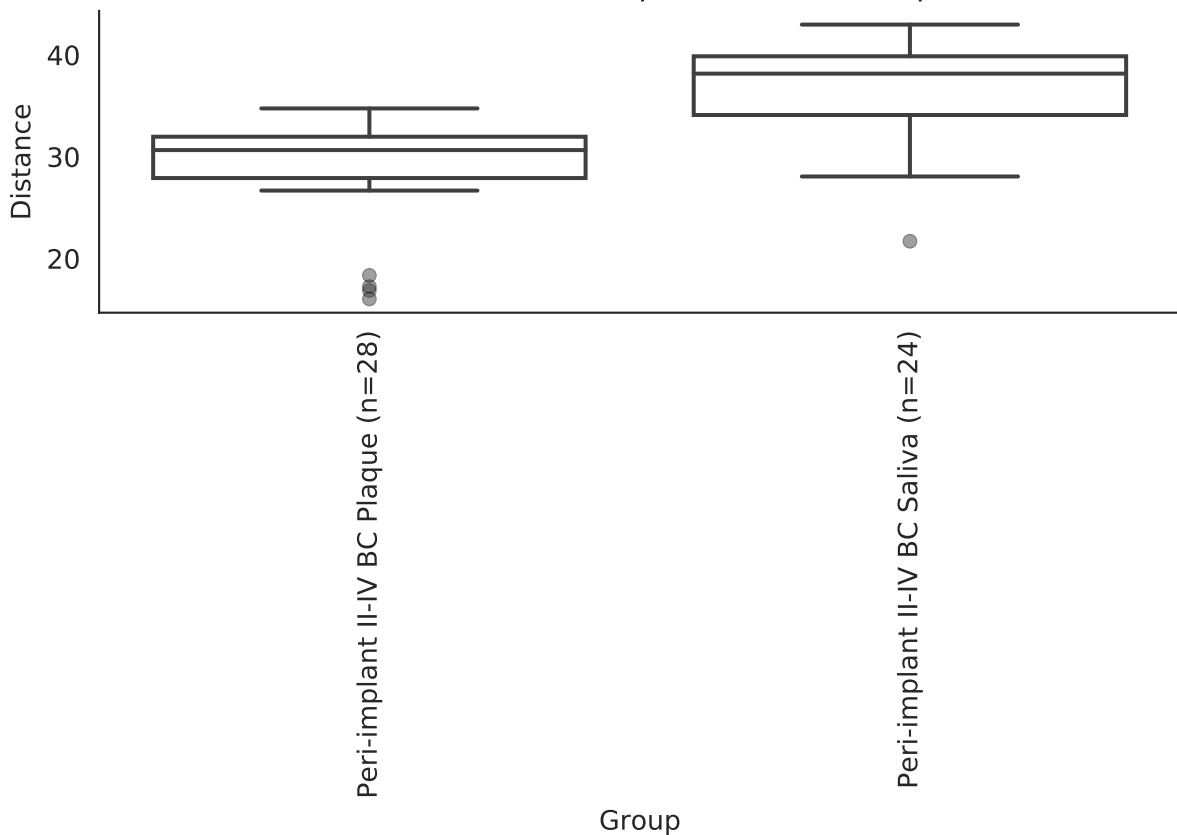 40
30
20
Distance
Peri-implant II-IV BC Plaque (n=28)
Peri-implant II-IV BC Saliva (n=24)
Group